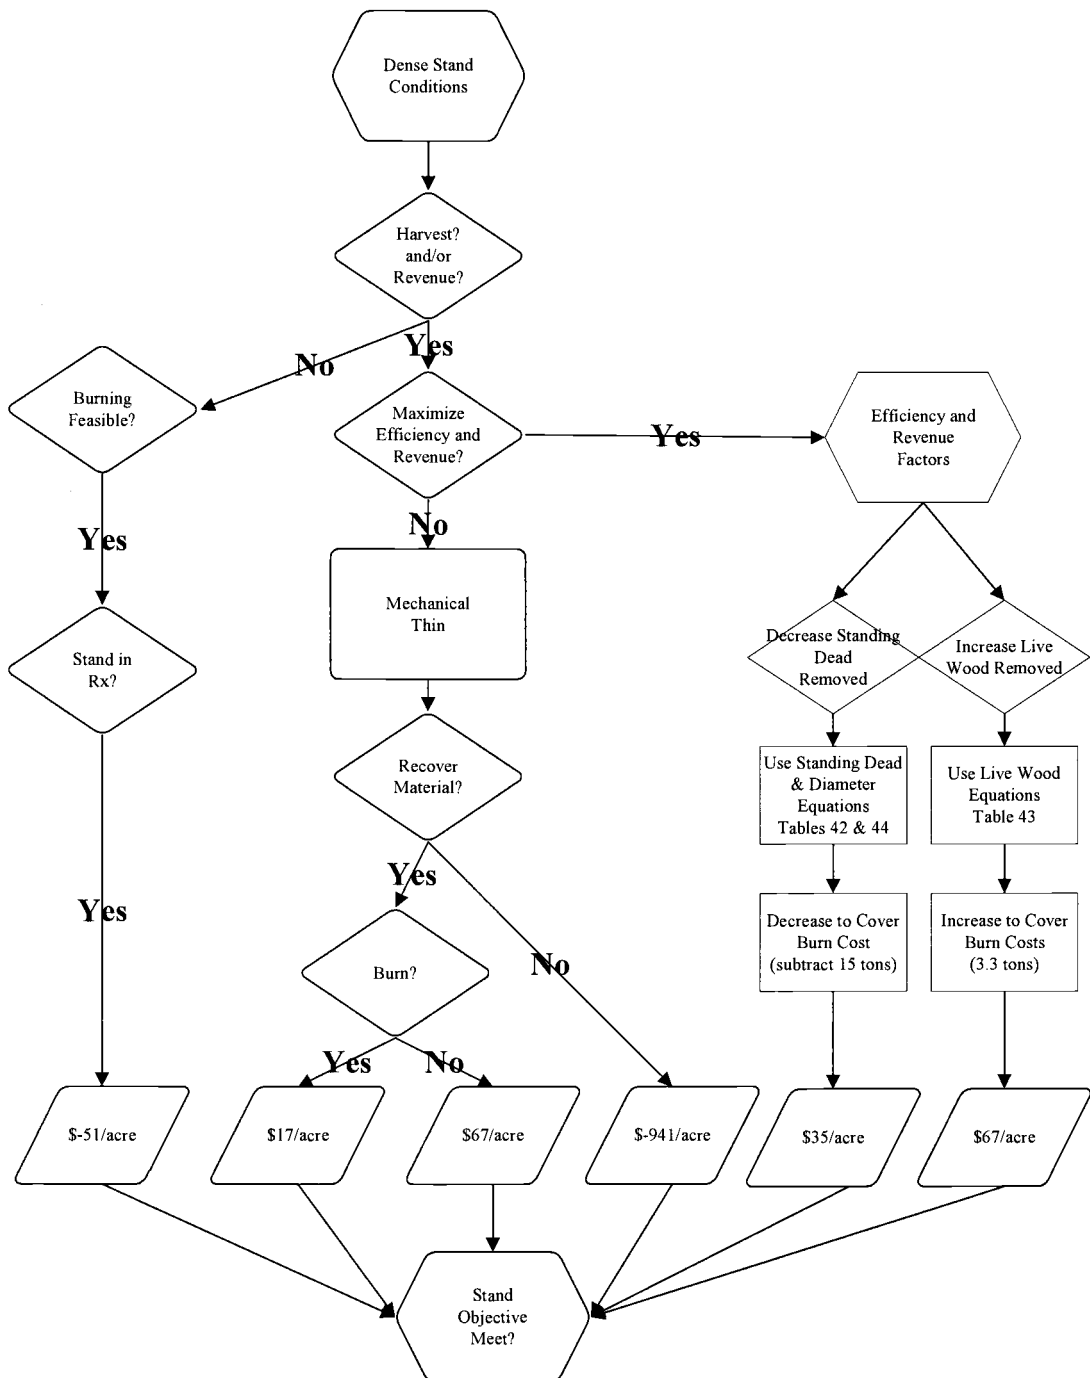 Dense Stand
Conditions
Harvest?
and/or
Revenue?
No
Yes
Burning
Feasible?
Maximize
Efficiency and
Revenue?
Yes
Efficiency and
Revenue
Factors
Yes
No
Mechanical
Thin
Stand in
Rx?
Decrease Standing
Dead
Removed
Increase Live
Wood Removed
Recover
Material?
Use Standing Dead
& Diameter
Equations
Tables 42 & 44
Use Live Wood
Equations
Table 43
Yes
Yes
No
Burn?
Decrease to Cover
Burn Cost
(subtract 15 tons)
Increase to Cover
Burn Costs
(3.3 tons)
Yes
No
$-51/acre
$17/acre
$67/acre
$-941/acre
$35/acre
$67/acre
Stand
Objective
Meet?